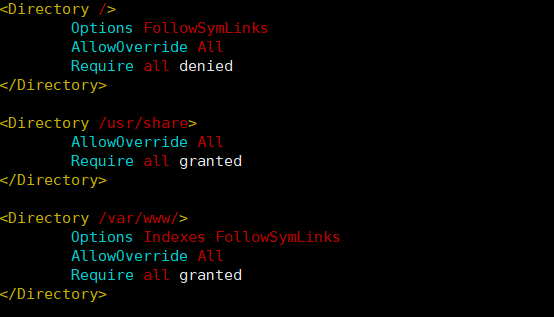 <Directory />
Options FollowSymLinks
AllowOverride All
Require all denied
</Directory>
<Directory /usr/share>
AllowOverride All
Require all granted
</Directory>
<Directory /var/www/>
Options Indexes FollowSymLinks
AllowOverride All
Require all granted
</Directory>